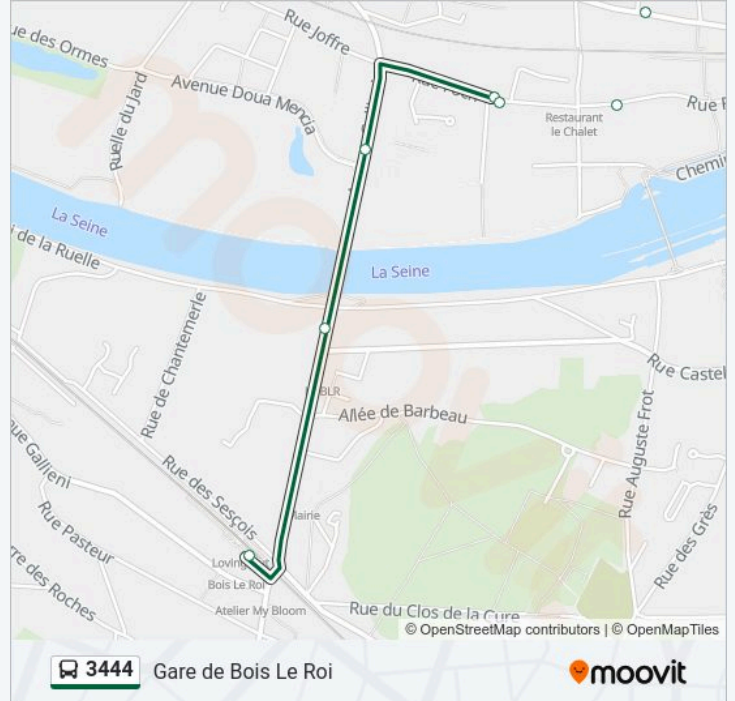 Rue Joffre
ue des Ormes
Avenue Doua Mencia
Ruelle du Jard
Restaurant
le Chalet
Rue F
Chemin
La Seine
La Seine
i de la Ruelle
Rue de Chantemerle
BLR
Rue Castel
Allée de Barbeau
Rue Auguste Frot
ue Gallieni
Rue des Sesçois
Rue Pasteur
Mairie
Rue des Grès
rre des Roches
Loving
Bois Le Roi
Atelier My Bloom
Rue du Clos de la Cure
© OpenStreetMap contributors | © OpenMapTiles
3444 Gare de Bois Le Roi
moovit